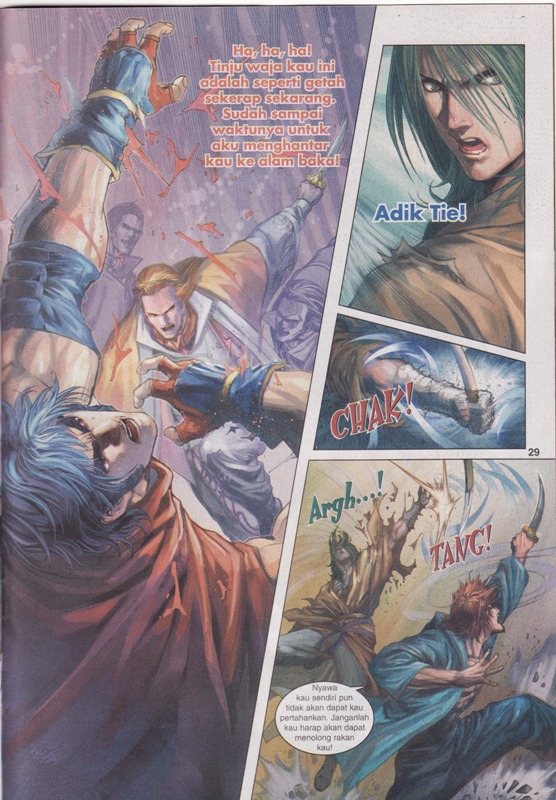 Ha, ha, ha!
Tinju waja kau ini
adalah seperti getah
sekerap sekarang.
Sudah sampai
waktunya untuk
aku menghantar
kau ke alam baka!
Adik Tie!
CHAK!
29
Argh...!
TANG!
Nyawa
kau sendiri pun
tidak akan dapat kau
pertahankan. Janganlah
kau harap akan dapat
menolong rakan
kau!